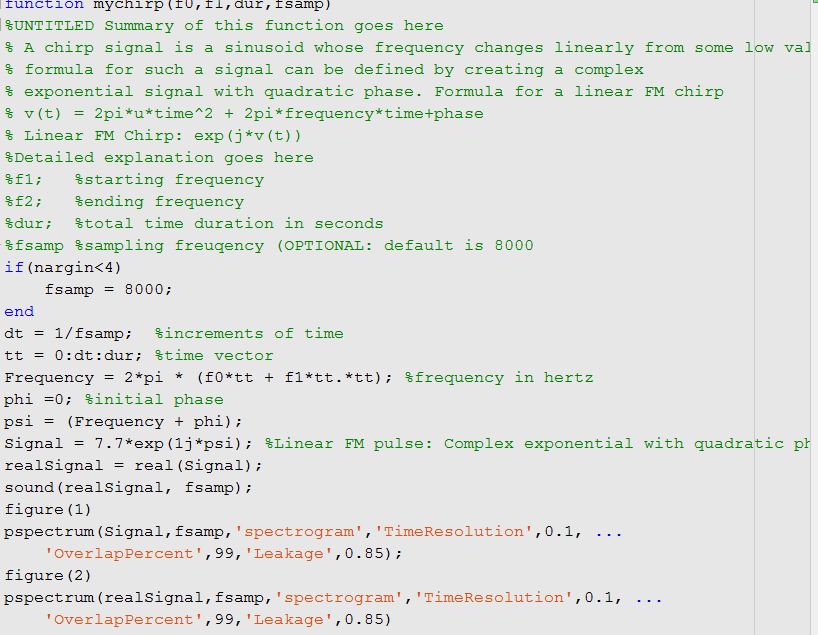 function mychirp(f0,f1,dur,fsamp)
%UNTITLED Summary of this function goes here
% A chirp signal is a sinusoid whose frequency changes linearly from some low
% formula for such a signal can be defined by creating a complex
% exponential signal with quadratic phase. Formula for a linear FM chirp
% v(t) = 2pi*u*time^2 + 2pi*frequency*time+phase
% Linear FM Chirp: exp(j*v(t))
%Detailed explanation goes here
%f1;   %starting frequency
%f2;   %ending frequency
%dur;  %total time duration in seconds
%fsamp %sampling freuqency (OPTIONAL: default is 8000
if(nargin<4)
    fsamp = 8000;
end
dt = 1/fsamp;  %increments of time
tt = 0:dt:dur; %time vector
Frequency = 2*pi * (f0*tt + f1*tt.*tt); %frequency in hertz
phi =0; %initial phase
psi = (Frequency + phi);
Signal = 7.7*exp(1j*psi); %Linear FM pulse: Complex exponential with quadratic
realSignal = real(Signal);
sound(realSignal, fsamp);
figure(1)
pspectrum(Signal,fsamp,'spectrogram','TimeResolution',0.1, ...
    'OverlapPercent',99,'Leakage',0.85);
figure(2)
pspectrum(realSignal,fsamp,'spectrogram','TimeResolution',0.1, ...
    'OverlapPercent',99,'Leakage',0.85)